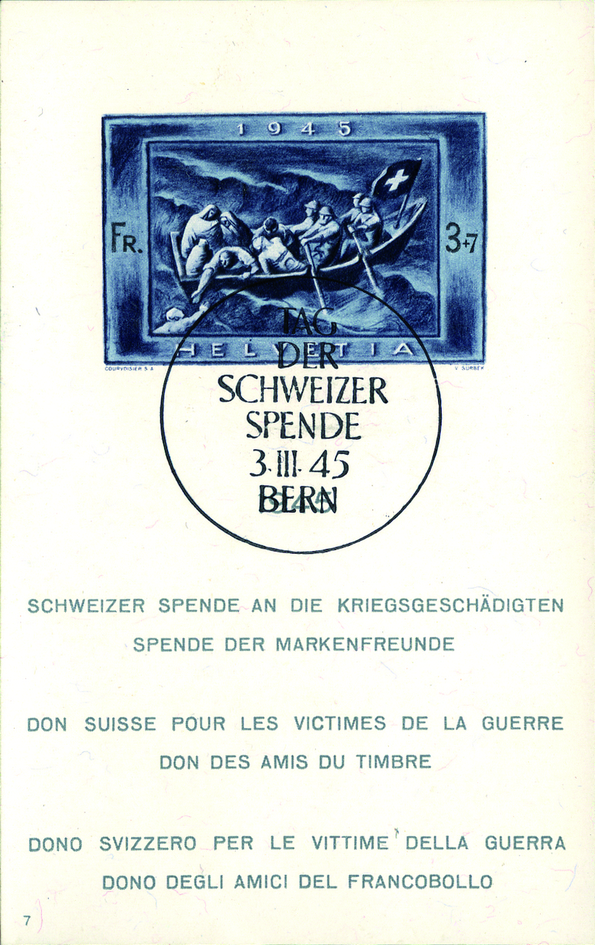 1945
FR. 3+7
HELVETIA
COURVOISIER S.A. V. SURBEK
TAG
DER
SCHWEIZER
SPENDE
3.III.45
BERN
1945
SCHWEIZER SPENDE AN DIE KRIEGSGESCHÄDIGTEN
SPENDE DER MARKENFREUNDE
DON SUISSE POUR LES VICTIMES DE LA GUERRE
DON DES AMIS DU TIMBRE
DONO SVIZZERO PER LE VITTIME DELLA GUERRA
DONO DEGLI AMICI DEL FRANCOBOLLO
7